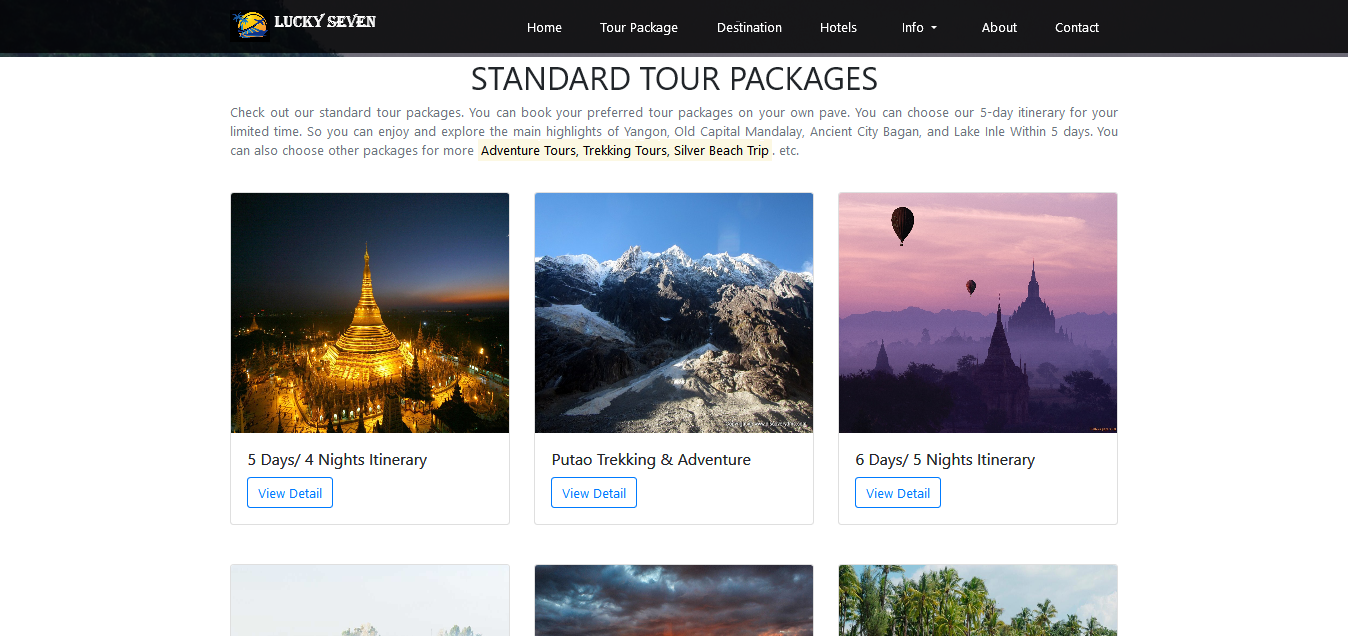 LUCKY SEVEN
Home Tour Package Destination Hotels Info About Contact
STANDARD TOUR PACKAGES
Check out our standard tour packages. You can book your preferred tour packages on your own pave. You can choose our 5-day itinerary for your
limited time. So you can enjoy and explore the main highlights of Yangon, Old Capital Mandalay, Ancient City Bagan, and Lake Inle Within 5 days. You
can also choose other packages for more Adventure Tours, Trekking Tours, Silver Beach Trip . etc.
5 Days/ 4 Nights Itinerary
View Detail
Putao Trekking & Adventure
View Detail
6 Days/ 5 Nights Itinerary
View Detail